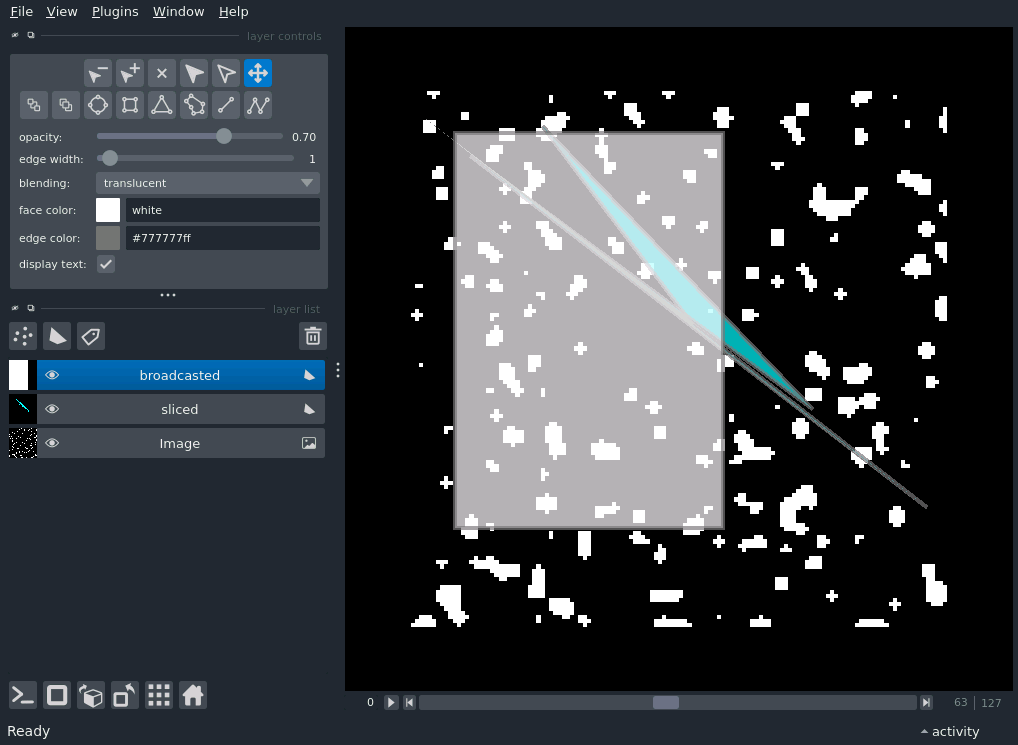 File View Plugins Window Help
layer controls
opacity: 0.70
edge width: 1
blending: translucent
face color: white
edge color: #777777ff
display text:
layer list
broadcasted
sliced
Image
0 63 127
Ready activity